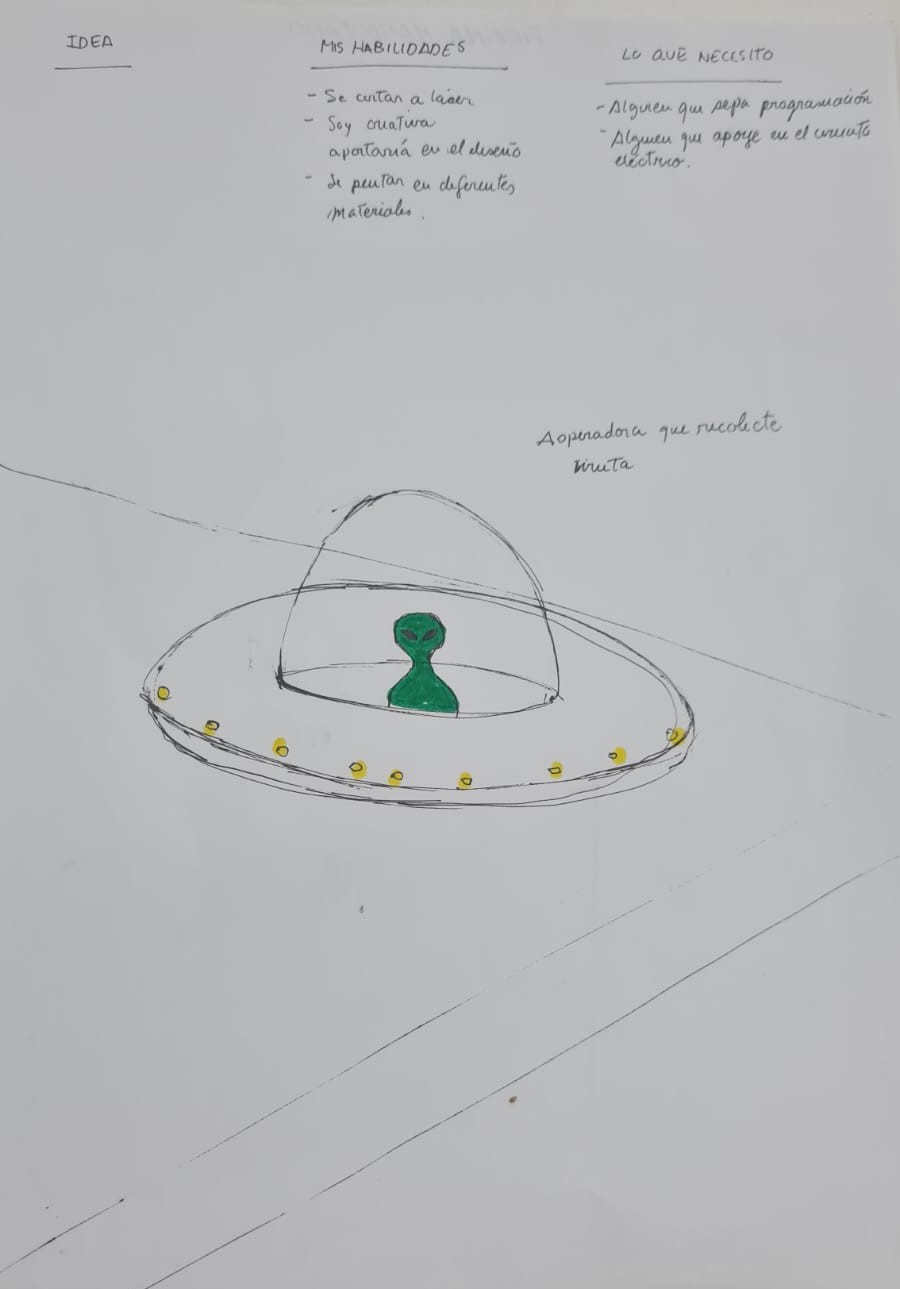 IDEA
MIS HABILIDADES
- Se cortar a láser
- Soy creativa
aportaría en el diseño
- Se pintar en diferentes
materiales.
LO QUE NECESITO
- Alguien que sepa programación
- Alguien que apoye en el circuito
eléctrico.
Aspiradora que recolecte
viruta